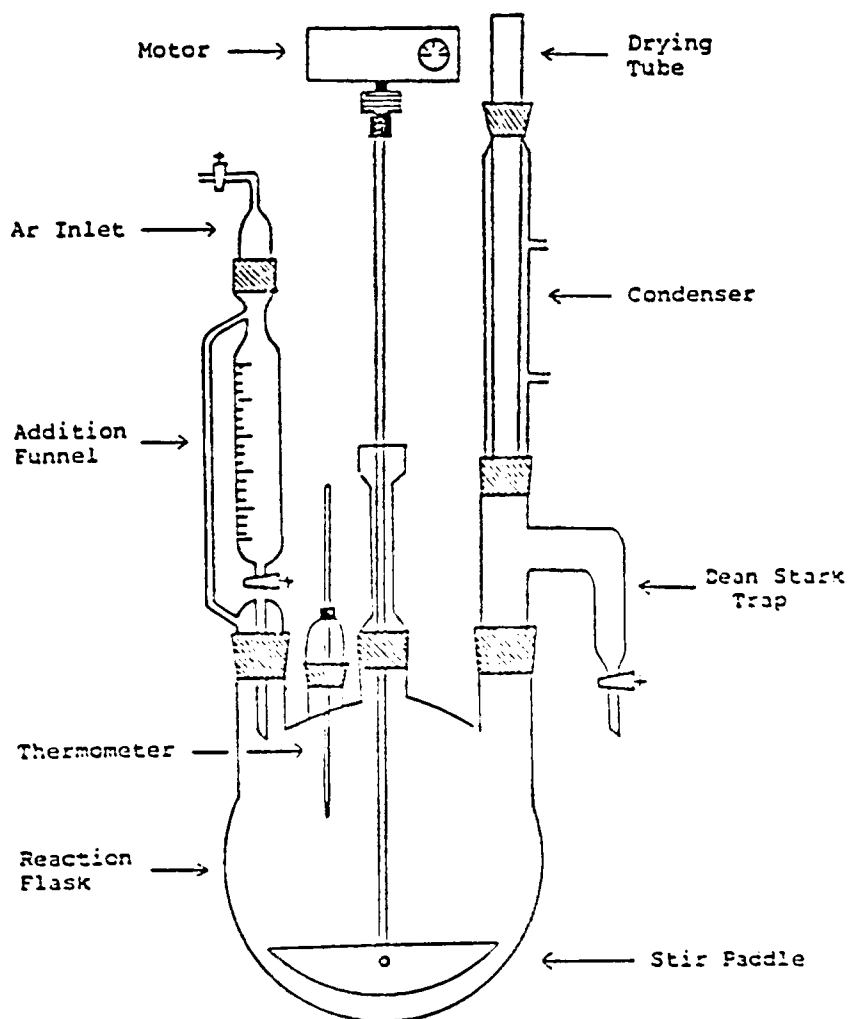 Motor
Drying
Tube
Ar Inlet
Condenser
Addition
Funnel
Dean Stark
Trap
Thermometer
Reaction
Flask
Stir Paddle